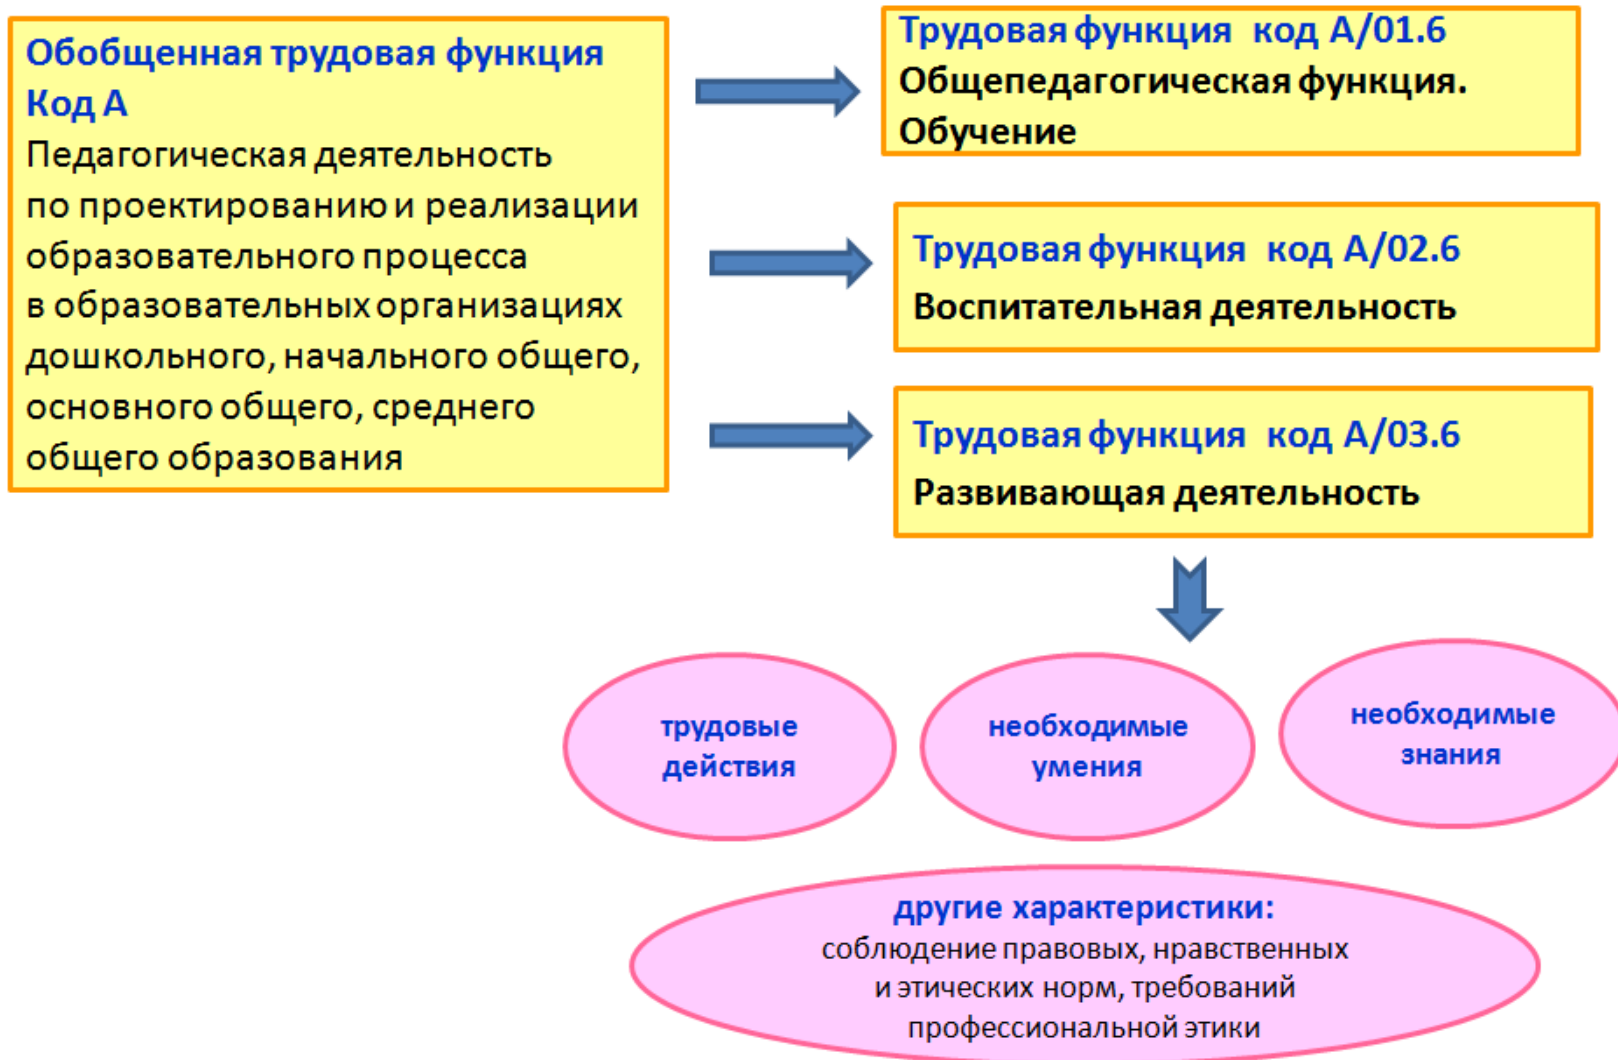 Обобщенная трудовая функция
Код А
Педагогическая деятельность
по проектированию и реализации
образовательного процесса
в образовательных организациях
дошкольного, начального общего,
основного общего, среднего
общего образования
Трудовая функция код А/01.6
Общепедагогическая функция.
Обучение
Трудовая функция код А/02.6
Воспитательная деятельность
Трудовая функция код А/03.6
Развивающая деятельность
трудовые
действия
необходимые
умения
необходимые
знания
другие характеристики:
соблюдение правовых, нравственных
и этических норм, требований
профессиональной этики